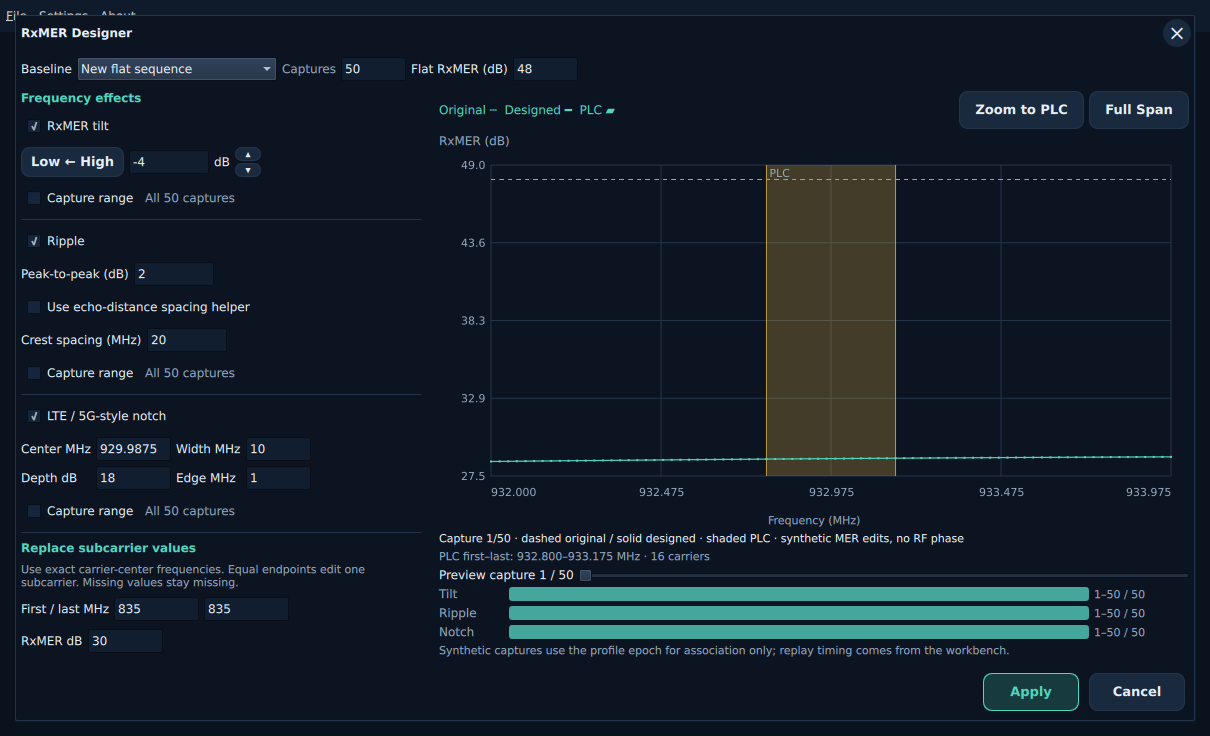 File Settings About
RxMER Designer
Baseline New flat sequence Captures 50 Flat RxMER (dB) 48
Frequency effects
√ RxMER tilt
Low ← High -4 dB
Capture range All 50 captures
√ Ripple
Peak-to-peak (dB) 2
Use echo-distance spacing helper
Crest spacing (MHz) 20
Capture range All 50 captures
√ LTE / 5G-style notch
Center MHz 929.9875 Width MHz 10
Depth dB 18 Edge MHz 1
Capture range All 50 captures
Replace subcarrier values
Use exact carrier-center frequencies. Equal endpoints edit one
subcarrier. Missing values stay missing.
First / last MHz 835 835
RxMER dB 30
Original Designed PLC
Zoom to PLC Full Span
RxMER (dB)
49.0
PLC
43.6
38.3
32.9
27.5
932.000 932.475 932.975 933.475 933.975
Frequency (MHz)
Capture 1/50 · dashed original / solid designed · shaded PLC · synthetic MER edits, no RF phase
PLC first–last: 932.800–933.175 MHz · 16 carriers
Preview capture 1 / 50
Tilt 1–50 / 50
Ripple 1–50 / 50
Notch 1–50 / 50
Synthetic captures use the profile epoch for association only; replay timing comes from the workbench.
Apply Cancel